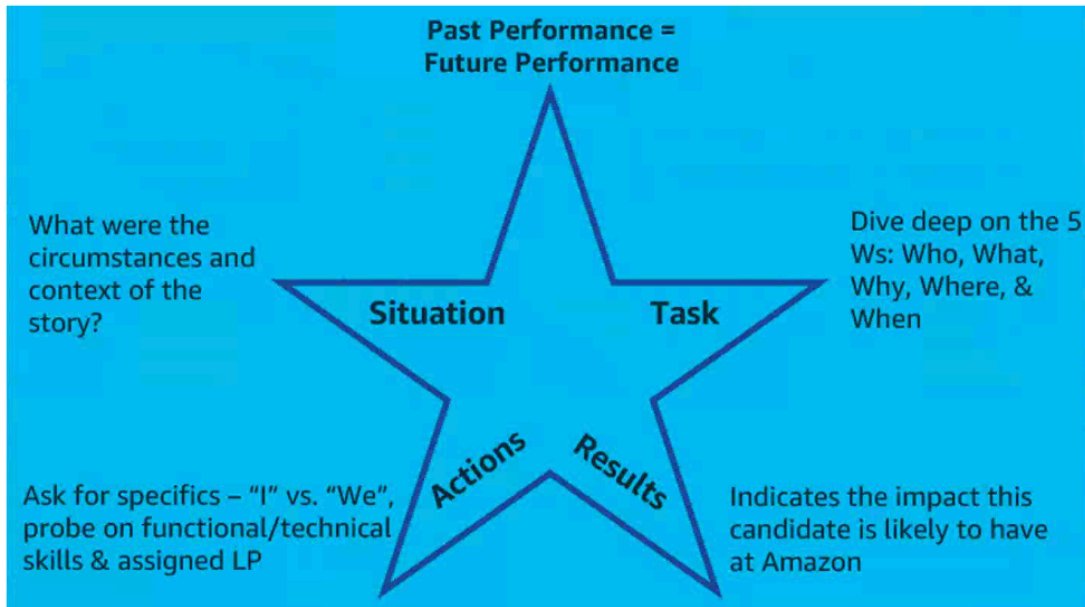 Past Performance =
Future Performance
What were the
circumstances and
context of the
story?
Situation
Task
Dive deep on the 5
Ws: Who, What,
Why, Where, &
When
Ask for specifics – “I” vs. “We”,
probe on functional/technical
skills & assigned LP
Actions
Results
Indicates the impact this
candidate is likely to have
at Amazon